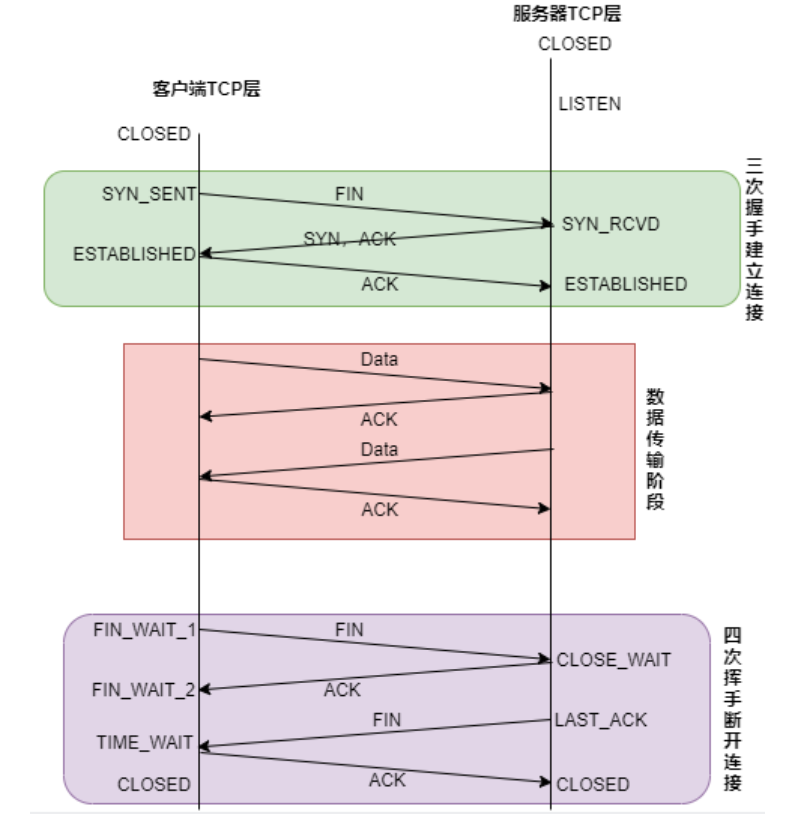 服务器TCP层
CLOSED
LISTEN
客户端TCP层
CLOSED
三次握手建立连接
SYN_SENT
FIN
SYN_RCVD
SYN，ACK
ESTABLISHED
ACK
ESTABLISHED
Data
ACK
数据传输阶段
Data
ACK
FIN_WAIT_1
FIN
四次挥手断开连接
CLOSE_WAIT
FIN_WAIT_2
ACK
FIN
LAST_ACK
TIME_WAIT
ACK
CLOSED
CLOSED